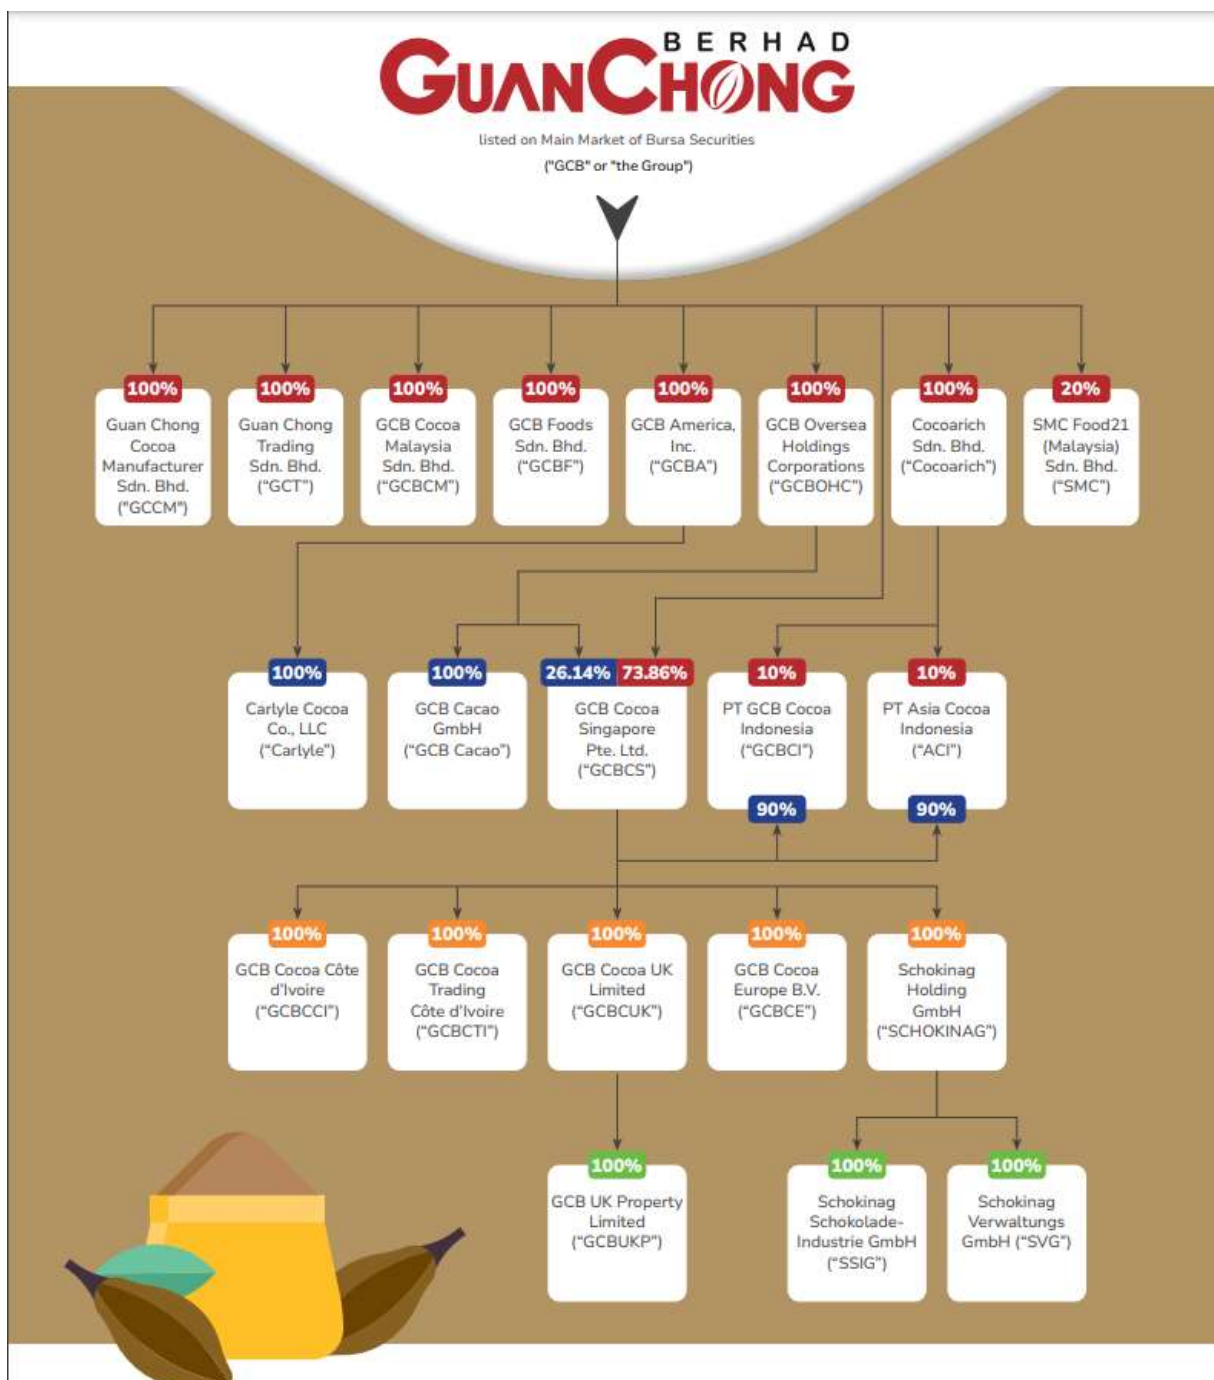 BERHAD
GUANCHONG
listed on Main Market of Bursa Securities
("GCB" or "the Group")
100%
Guan Chong
Cocoa
Manufacturer
Sdn. Bhd.
("GCCM")
100%
Guan Chong
Trading
Sdn. Bhd.
(“GCT”)
100%
GCB Cocoa
Malaysia
Sdn. Bhd.
(“GCBCM”)
100%
GCB Foods
Sdn. Bhd.
(“GCBF”)
100%
GCB America,
Inc.
(“GCBA”)
100%
GCB Oversea
Holdings
Corporations
(“GCBOHC”)
100%
Cocoarich
Sdn. Bhd.
(“Cocoarich”)
20%
SMC Food21
(Malaysia)
Sdn. Bhd.
(“SMC”)
100%
Carlyle Cocoa
Co., LLC
(“Carlyle”)
100%
GCB Cacao
GmbH
(“GCB Cacao”)
26.14% 73.86%
GCB Cocoa
Singapore
Pte. Ltd.
(“GCBCS”)
10%
PT GCB Cocoa
Indonesia
(“GCBCI”)
90%
10%
PT Asia Cocoa
Indonesia
(“ACI”)
90%
100%
GCB Cocoa Côte
d’Ivoire
(“GCBCCI”)
100%
GCB Cocoa
Trading
Côte d’Ivoire
(“GCBCTI”)
100%
GCB Cocoa UK
Limited
(“GCBCUK”)
100%
GCB Cocoa
Europe B.V.
(“GCBCE”)
100%
Schokinag
Holding
GmbH
(“SCHOKINAG”)
100%
GCB UK Property
Limited
(“GCBUKP”)
100%
Schokinag
Schokolade-
Industrie GmbH
(“SSIG”)
100%
Schokinag
Verwaltungs
GmbH (“SVG”)